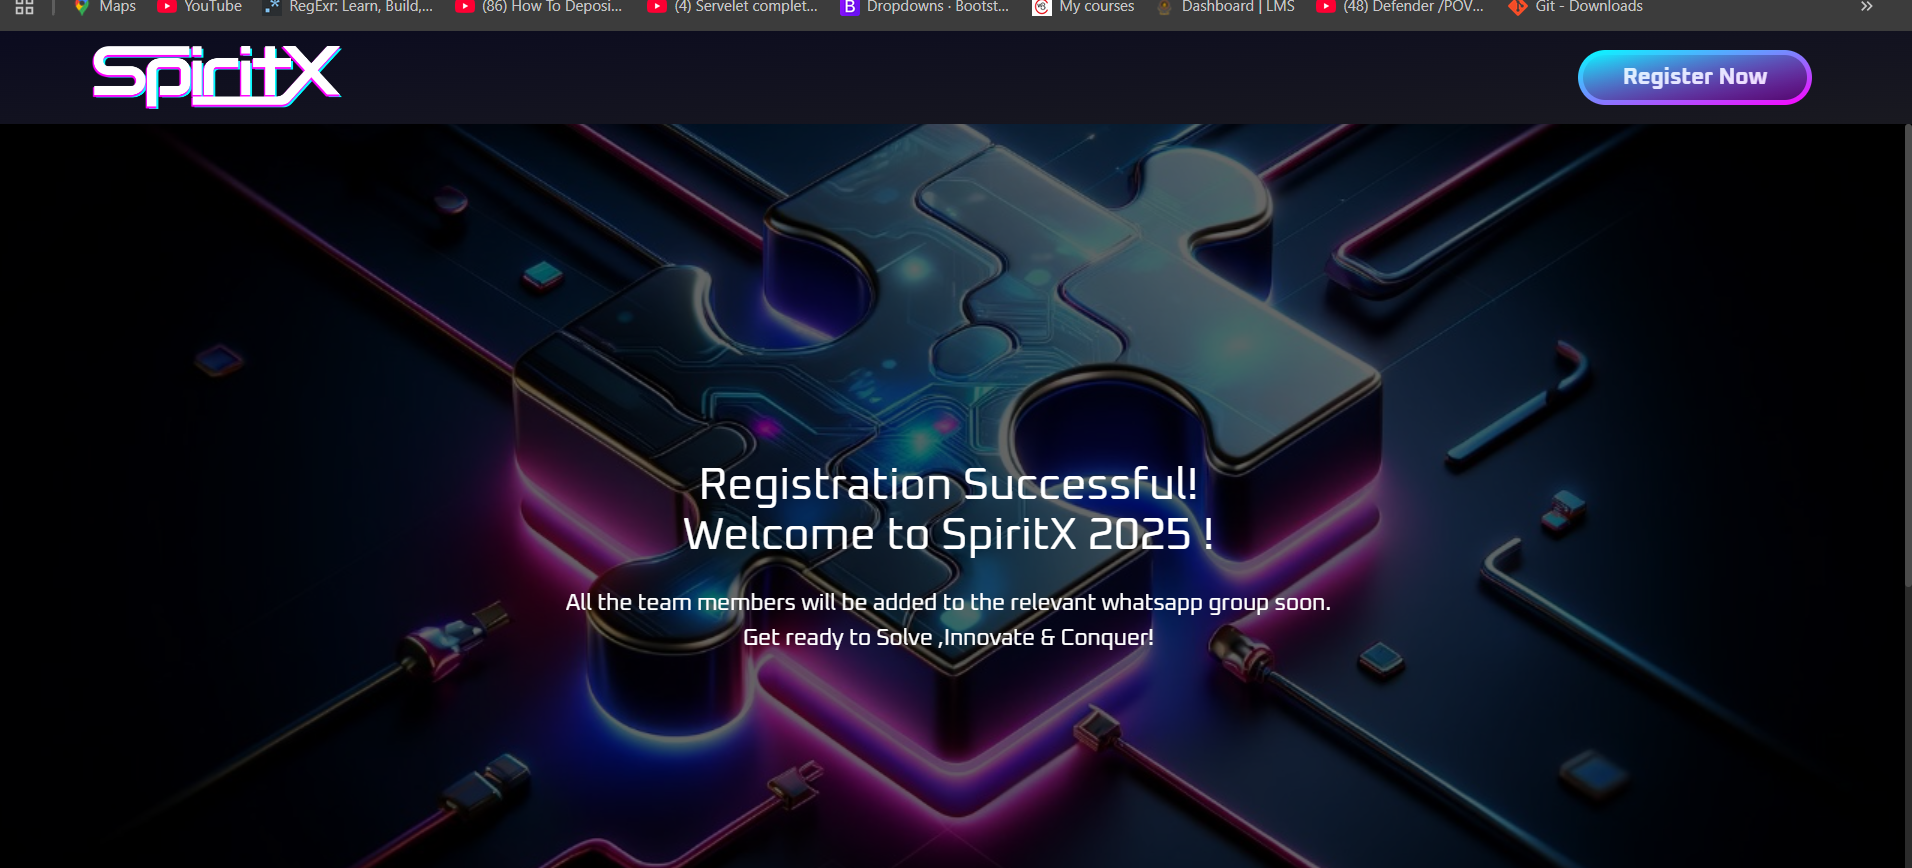 Maps
YouTube
RegExr: Learn, Build,...
(86) How To Deposi...
(4) Servelet complet...
Dropdowns · Bootst...
My courses
Dashboard | LMS
(48) Defender /POV...
Git - Downloads
SpiritX
Register Now
Registration Successful!
Welcome to SpiritX 2025 !
All the team members will be added to the relevant whatsapp group soon.
Get ready to Solve ,Innovate & Conquer!